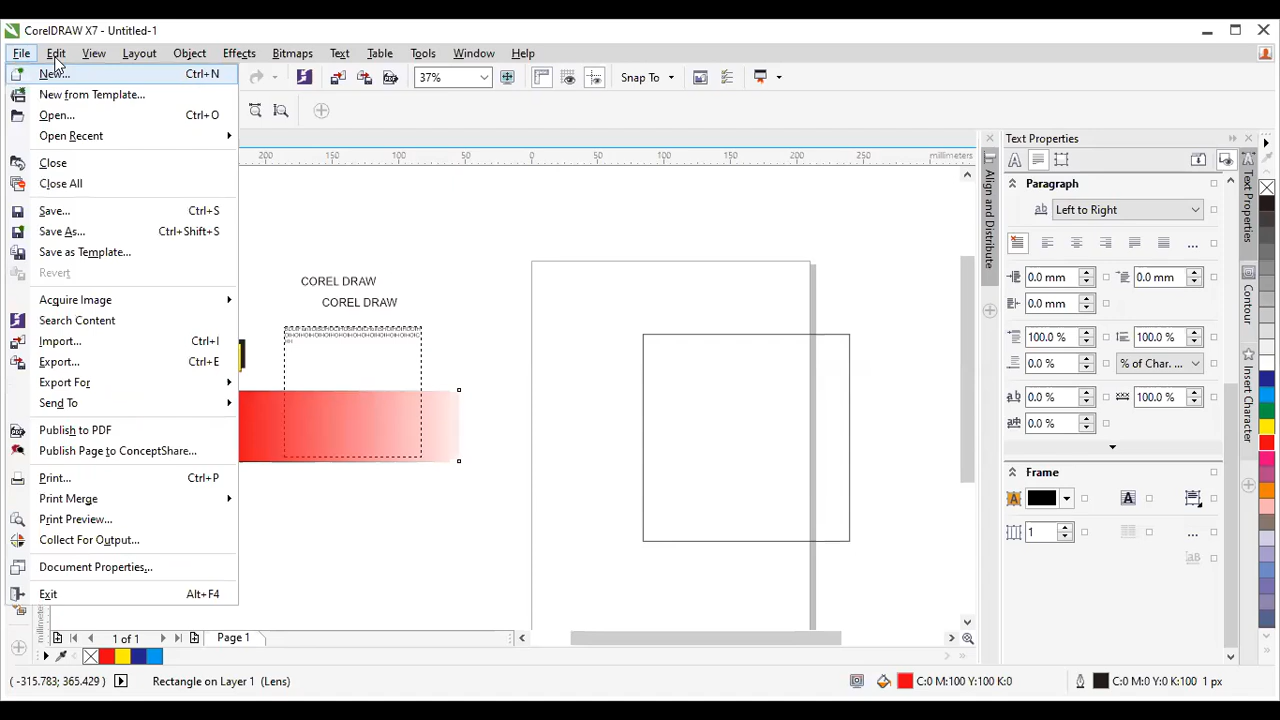 CorelDRAW X7 - Untitled-1
File Edit View Layout Object Effects Bitmaps Text Table Tools Window Help
New... Ctrl+N
37% Snap To
New from Template...
Open... Ctrl+O
Open Recent
Close
Close All
Save... Ctrl+S
Save As... Ctrl+Shift+S
Save as Template...
Revert
Acquire Image
Search Content
Import... Ctrl+I
Export... Ctrl+E
Export For
Send To
Publish to PDF
Publish Page to ConceptShare...
Print... Ctrl+P
Print Merge
Print Preview...
Collect For Output...
Document Properties...
Exit Alt+F4
200 150 100 50 0 50 100 150 200 250 millimeters
COREL DRAW
COREL DRAW
Text Properties
Paragraph
Left to Right
0.0 mm 0.0 mm
0.0 mm
100.0 % 100.0 %
0.0 % % of Char. ...
0.0 % 100.0 %
0.0 %
Frame
1
Align and Distribute
Text Properties
Contour
Insert Character
millimeters
1 of 1 Page 1
(-315.783; 365.429) Rectangle on Layer 1 (Lens) C:0 M:100 Y:100 K:0 C:0 M:0 Y:0 K:100 1 px